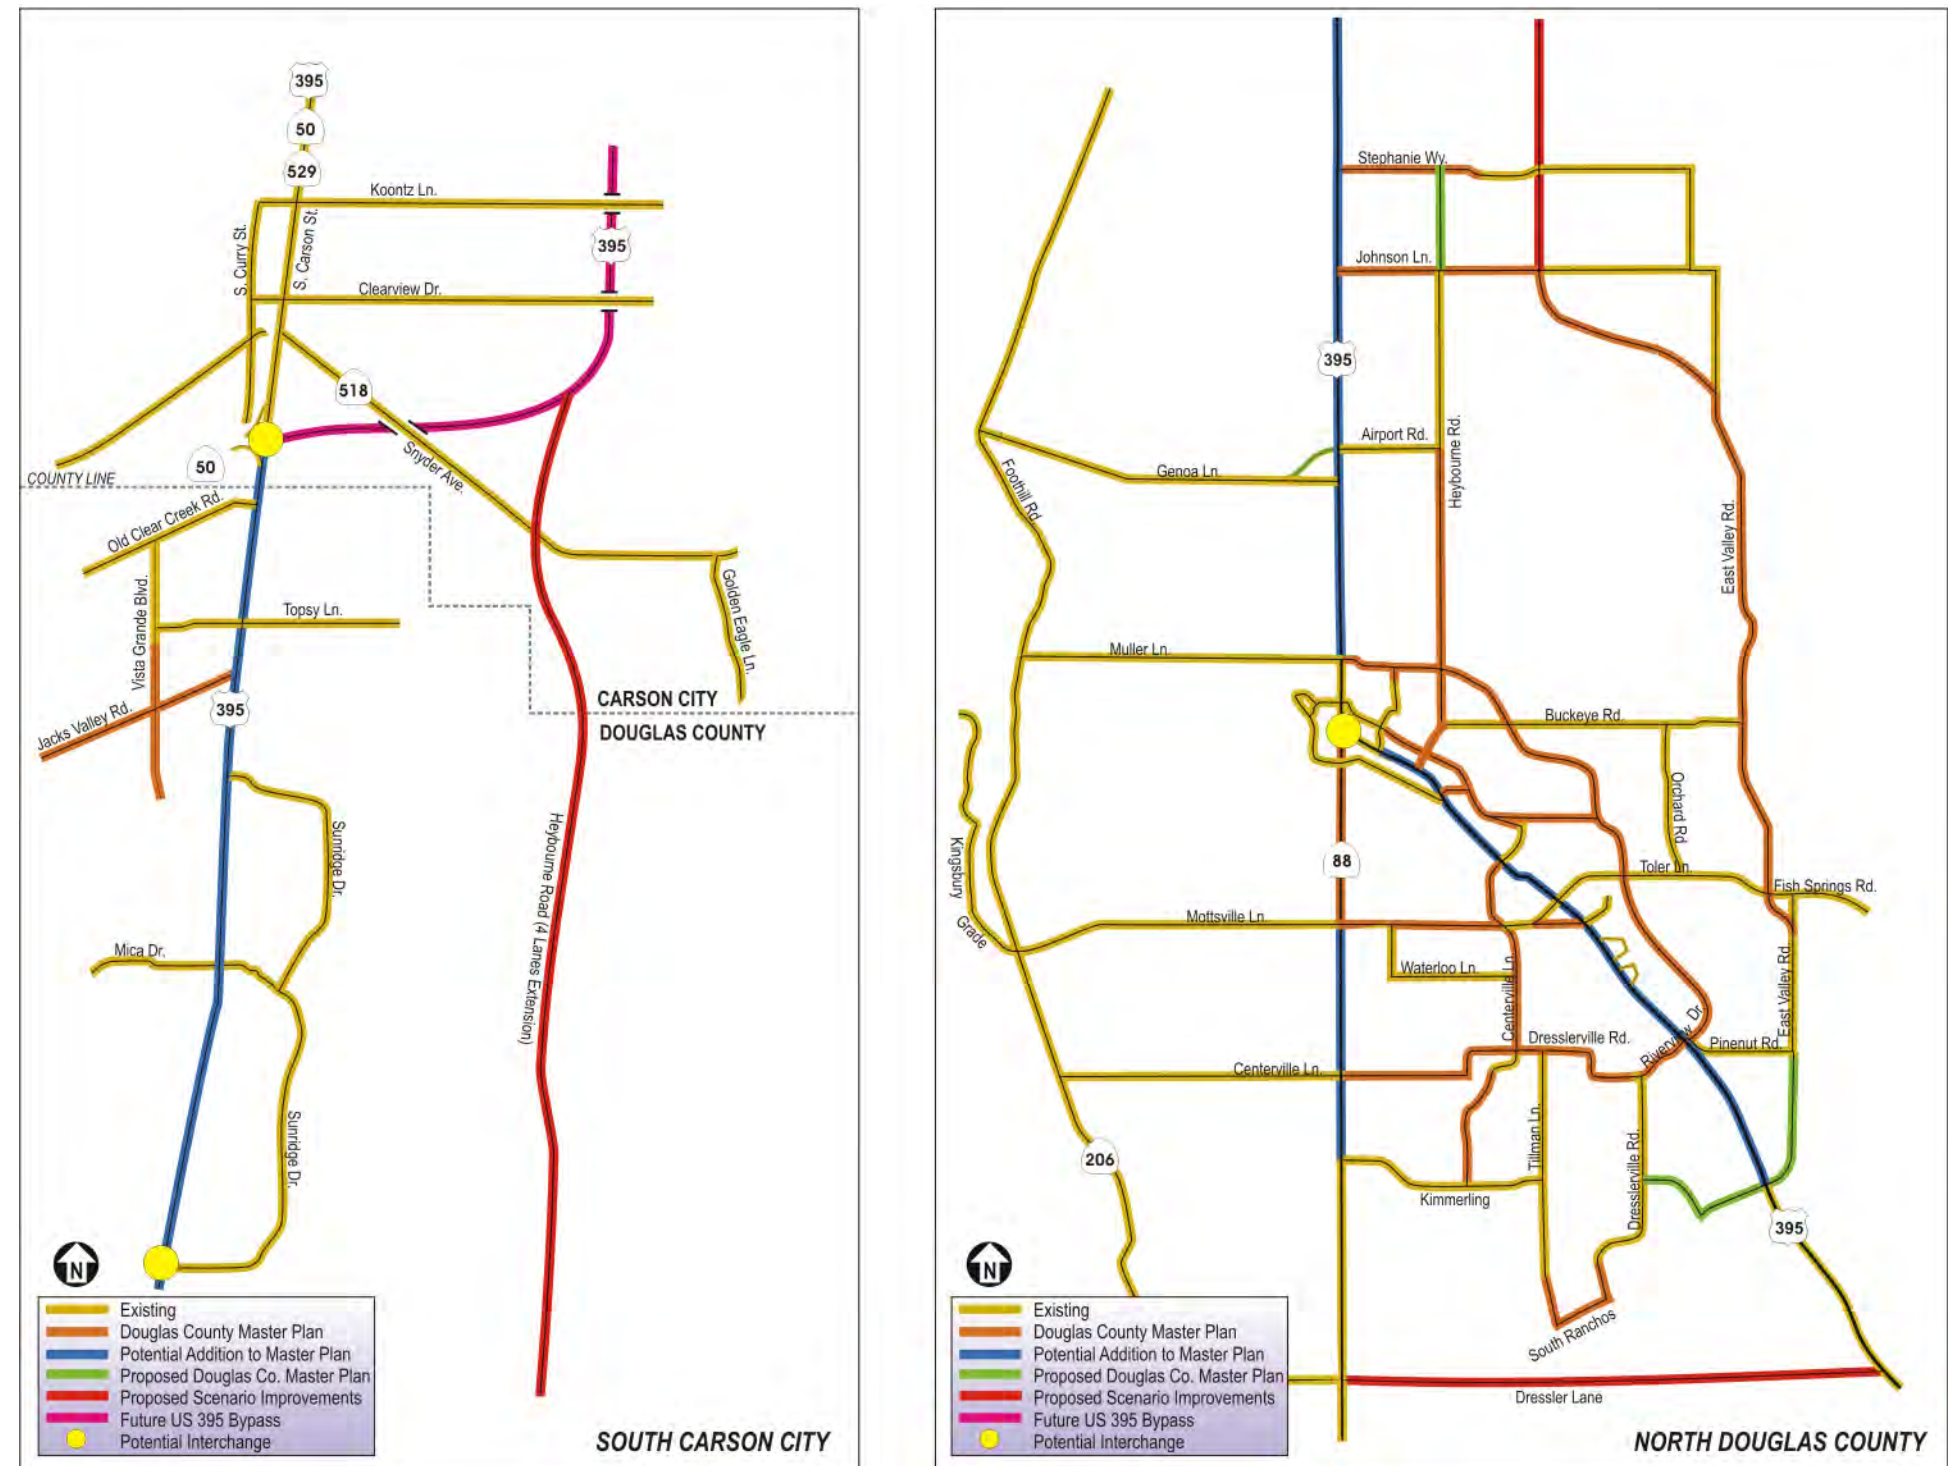 395
50
529
Koontz Ln.
S. Curry St.
S. Carson St.
395
Clearview Dr.
518
Snyder Ave.
50
COUNTY LINE
Old Clear Creek Rd.
Vista Grande Blvd.
Topsy Ln.
Golden Eagle Ln.
Jacks Valley Rd.
395
CARSON CITY
DOUGLAS COUNTY
Sunridge Dr.
Heybourne Road (4 Lanes Extension)
Mica Dr.
Sunridge Dr.
N
Existing
Douglas County Master Plan
Potential Addition to Master Plan
Proposed Douglas Co. Master Plan
Proposed Scenario Improvements
Future US 395 Bypass
Potential Interchange
SOUTH CARSON CITY
Stephanie Wy.
Johnson Ln.
395
Airport Rd.
Heybourne Rd.
Genoa Ln.
Foothill Rd.
East Valley Rd.
Muller Ln.
Buckeye Rd.
Orchard Rd.
Kingsbury
Grade
88
Toler Ln.
Fish Springs Rd.
Mottsville Ln.
Waterloo Ln.
Centerville Ln.
East Valley Rd.
Dresslerville Rd.
Riverview Dr.
Pinenut Rd.
Centerville Ln.
206
Tillman Ln.
Dresslerville Rd.
Kimmerling
395
South Ranchos
Dressler Lane
N
Existing
Douglas County Master Plan
Potential Addition to Master Plan
Proposed Douglas Co. Master Plan
Proposed Scenario Improvements
Future US 395 Bypass
Potential Interchange
NORTH DOUGLAS COUNTY